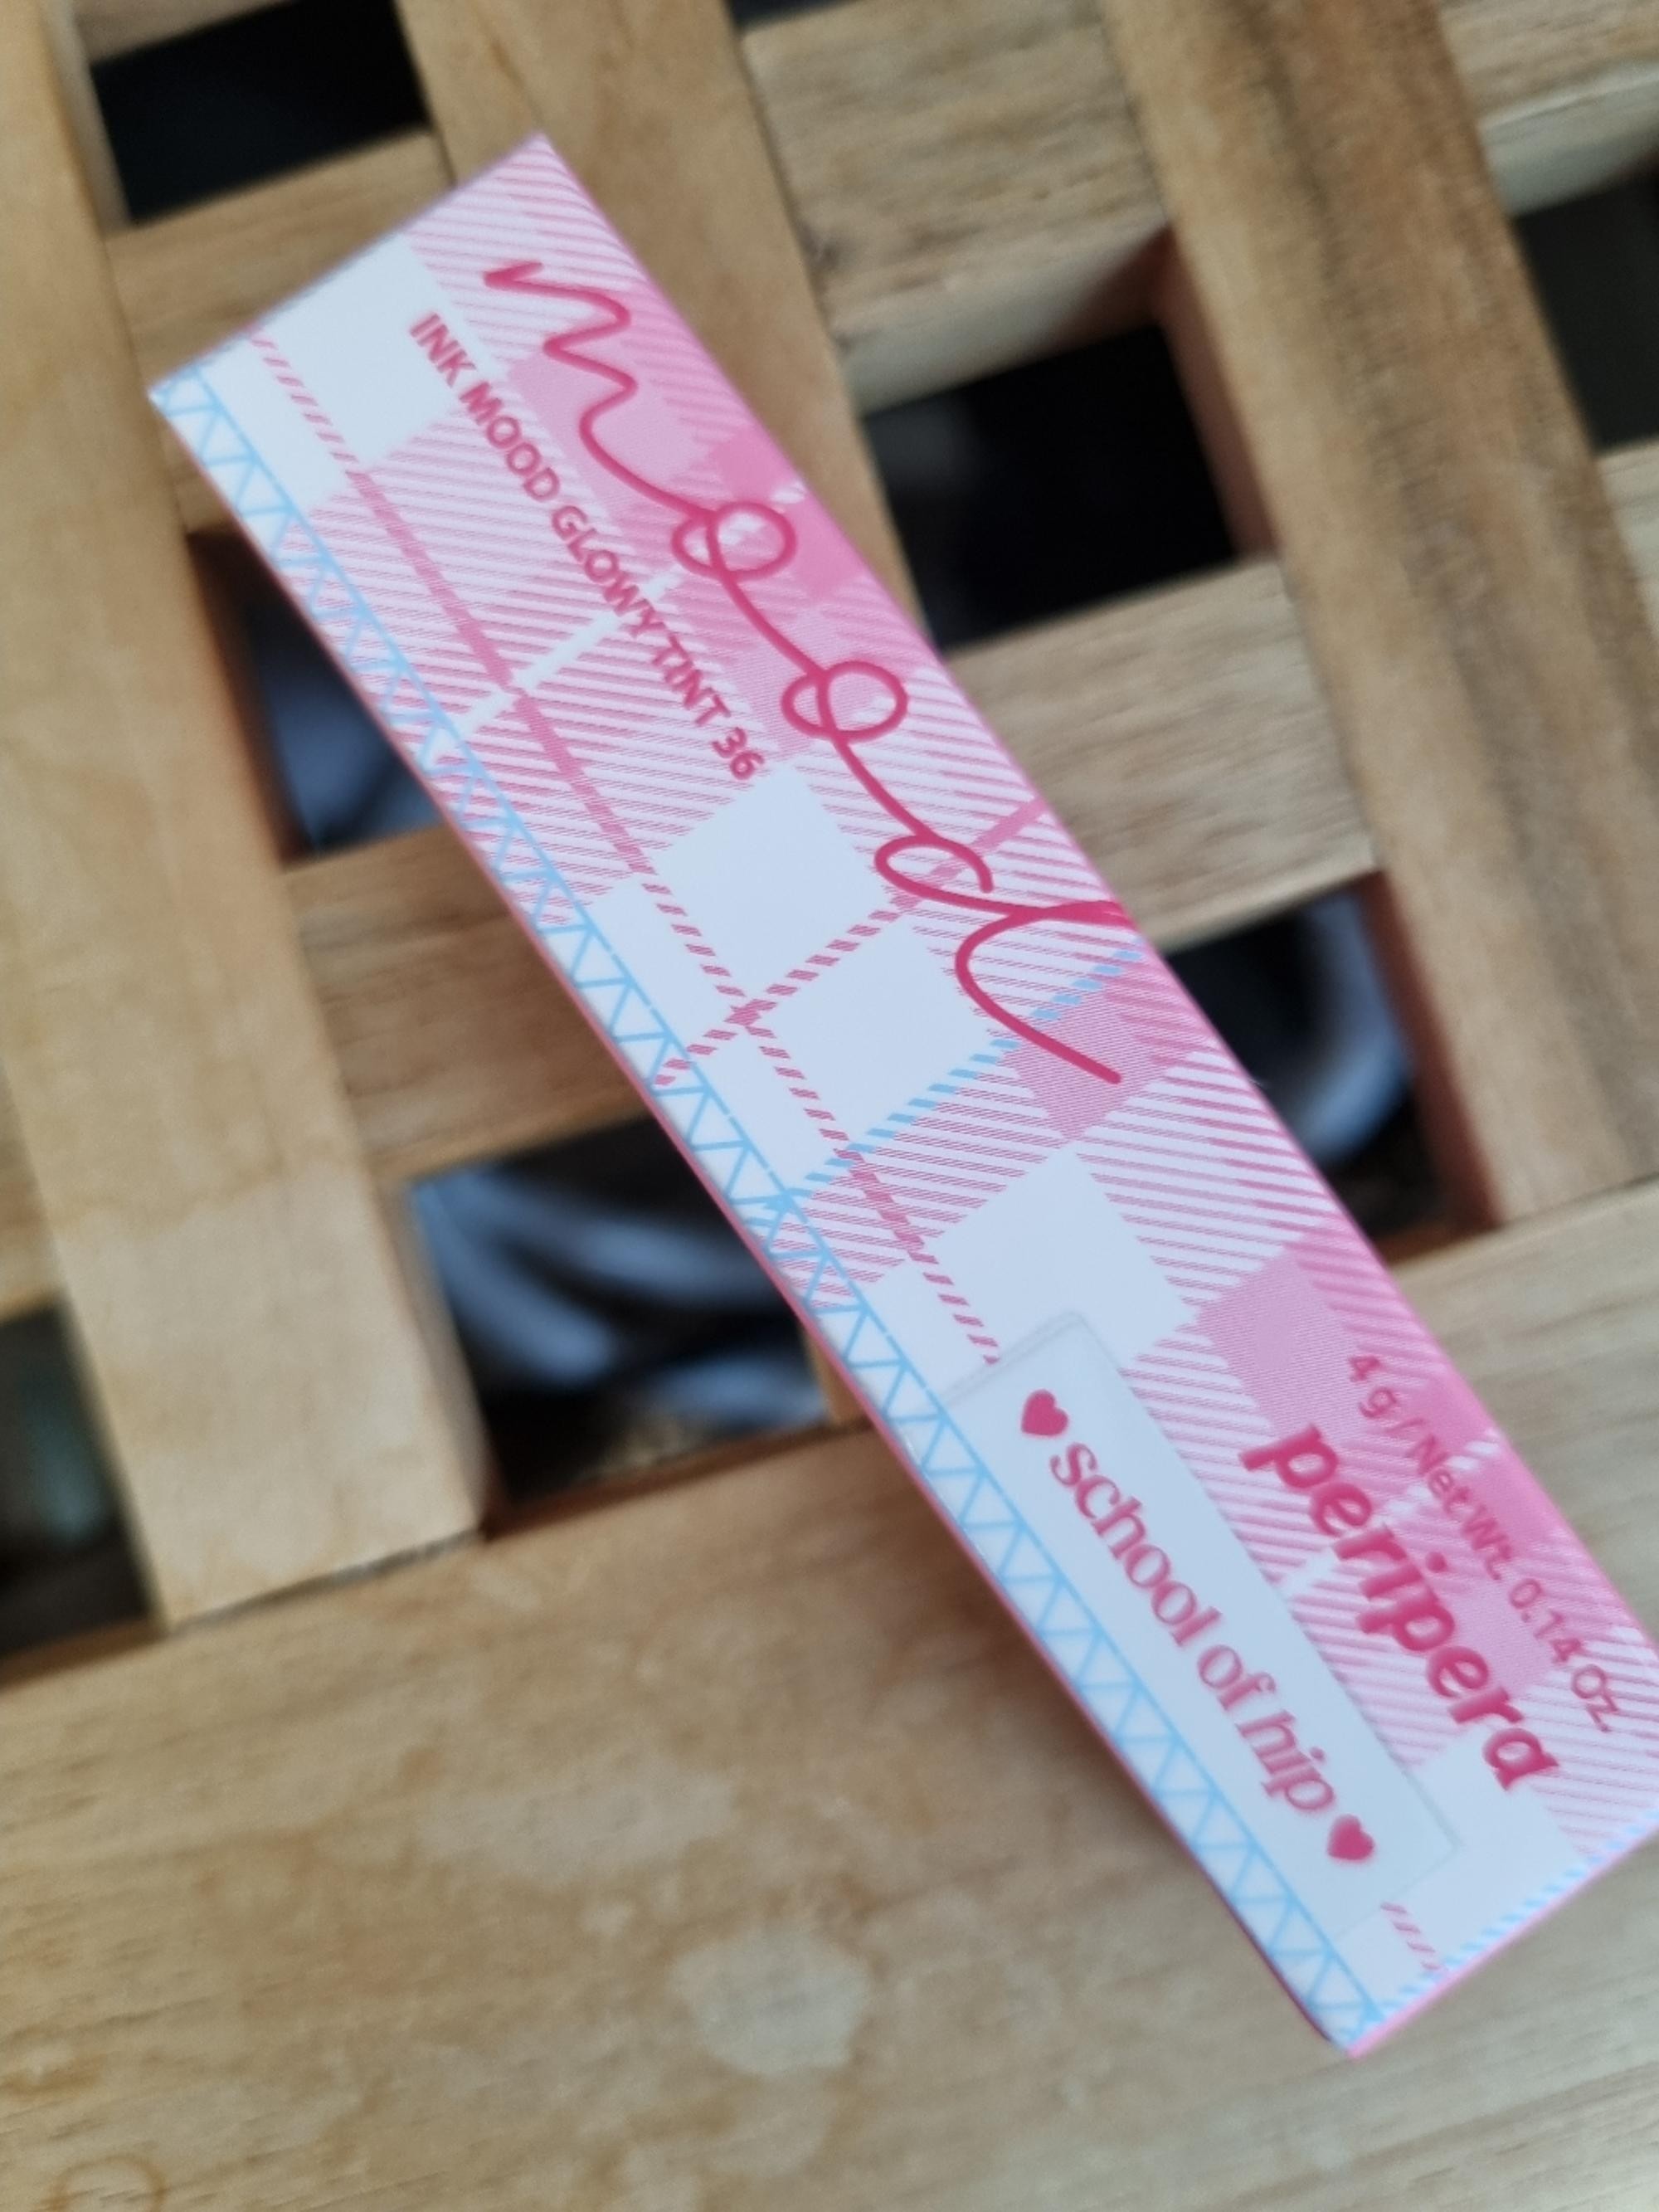 mood
INK MOOD GLOWY TINT 36
4 g / Net Wt. 0.14 OZ.
peripera
♥ school of hip ♥